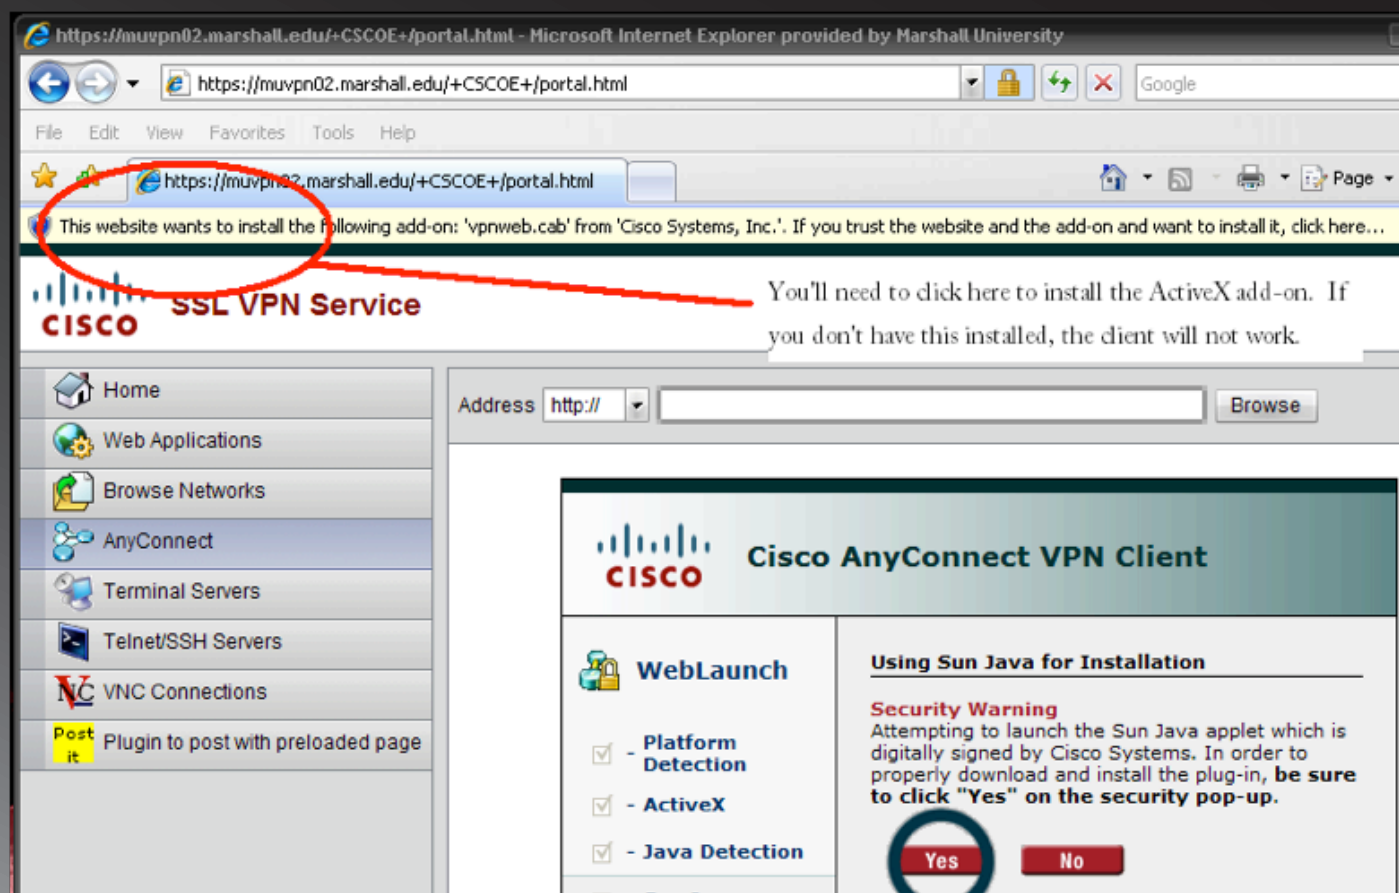 https://muvpn02.marshall.edu/+CSCOE+/portal.html - Microsoft Internet Explorer provided by Marshall University
https://muvpn02.marshall.edu/+CSCOE+/portal.html
Google
File Edit View Favorites Tools Help
https://muvpn02.marshall.edu/+CSCOE+/portal.html
Page
This website wants to install the following add-on: 'vpnweb.cab' from 'Cisco Systems, Inc.'. If you trust the website and the add-on and want to install it, click here...
CISCO
SSL VPN Service
You'll need to click here to install the ActiveX add-on. If
you don't have this installed, the client will not work.
Home
Web Applications
Browse Networks
AnyConnect
Terminal Servers
Telnet/SSH Servers
VNC VNC Connections
Post it
Plugin to post with preloaded page
Address http:// Browse
CISCO
Cisco AnyConnect VPN Client
WebLaunch
- Platform
Detection
- ActiveX
- Java Detection
Using Sun Java for Installation
Security Warning
Attempting to launch the Sun Java applet which is
digitally signed by Cisco Systems. In order to
properly download and install the plug-in, be sure
to click "Yes" on the security pop-up.
Yes No